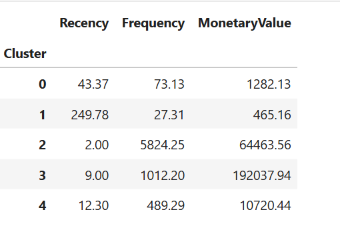 Recency Frequency MonetaryValue
Cluster
0 43.37 73.13 1282.13
1 249.78 27.31 465.16
2 2.00 5824.25 64463.56
3 9.00 1012.20 192037.94
4 12.30 489.29 10720.44